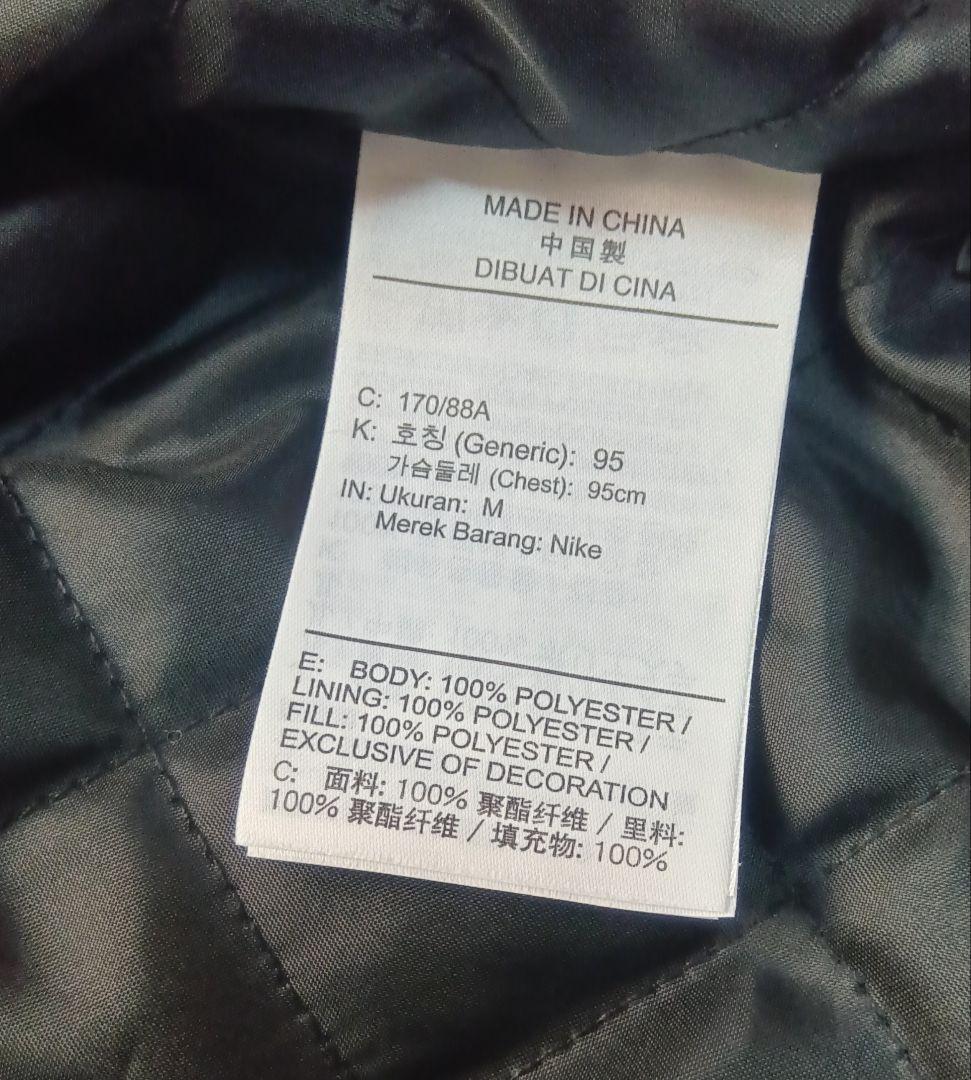 MADE IN CHINA
中国製
DIBUAT DI CINA
C: 170/88A
K: 호칭 (Generic): 95
가슴둘레 (Chest): 95cm
IN: Ukuran: M
Merek Barang: Nike
E: BODY: 100% POLYESTER /
LINING: 100% POLYESTER /
FILL: 100% POLYESTER /
EXCLUSIVE OF DECORATION
C: 面料: 100% 聚酯纤维 / 里料:
100% 聚酯纤维 / 填充物: 100%